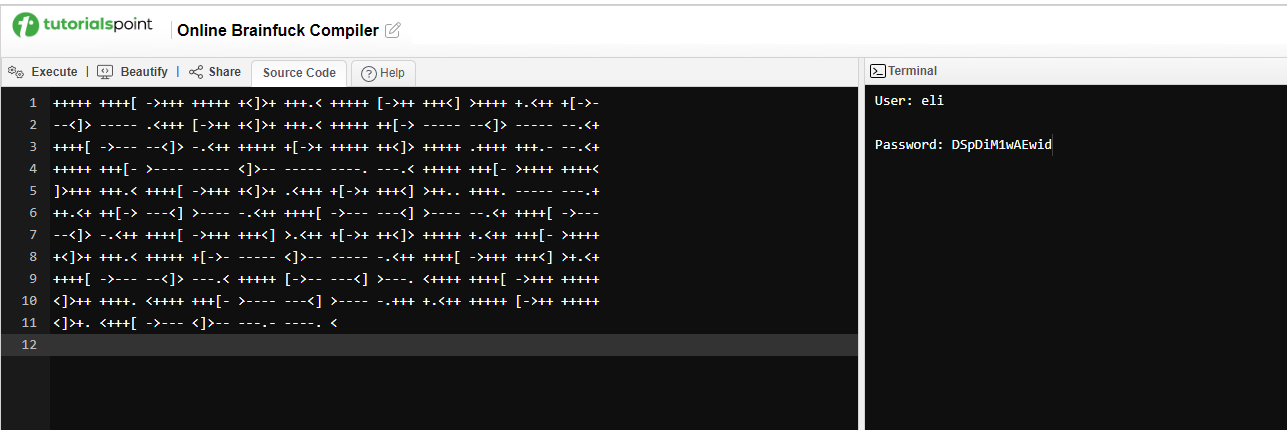 tutorialspoint
Online Brainfuck Compiler
Execute | Beautify | Share Source Code Help
Terminal
1 +++++ ++++[ ->+++ +++++ +<]>+ +++.< +++++ [->++ +++<] >++++ +.<++ +[->-
2 --<]> ----- .<+++ [->++ +<]>+ +++.< +++++ ++[-> ----- --<]> ----- --.<+
3 ++++[ ->--- --<]> -.<++ +++++ +[->+ +++++ ++<]> +++++ .++++ +++.- --.<+
4 +++++ +++[- >---- ----- <]>-- ----- ----. ---.< +++++ +++[- >++++ ++++<
5 ]>+++ +++.< ++++[ ->+++ +<]>+ .<+++ +[->+ +++<] >++.. ++++. ----- ---.+
6 ++.<+ ++[-> ---<] >---- -.<++ ++++[ ->--- ---<] >---- --.<+ ++++[ ->---
7 --<]> -.<++ ++++[ ->+++ +++<] >.<++ +[->+ ++<]> +++++ +.<++ +++[- >++++
8 +<]>+ +++.< +++++ +[->- ----- <]>-- ----- -.<++ ++++[ ->+++ +++<] >+.<+
9 ++++[ ->--- --<]> ---.< +++++ [->-- ---<] >---. <++++ ++++[ ->+++ +++++
10 <]>++ ++++. <++++ +++[- >---- ---<] >---- -.+++ +.<++ +++++ [->++ +++++
11 <]>+. <+++[ ->--- <]>-- ---.- ----. <
12
User: eli
Password: DSpDiM1wAEwid